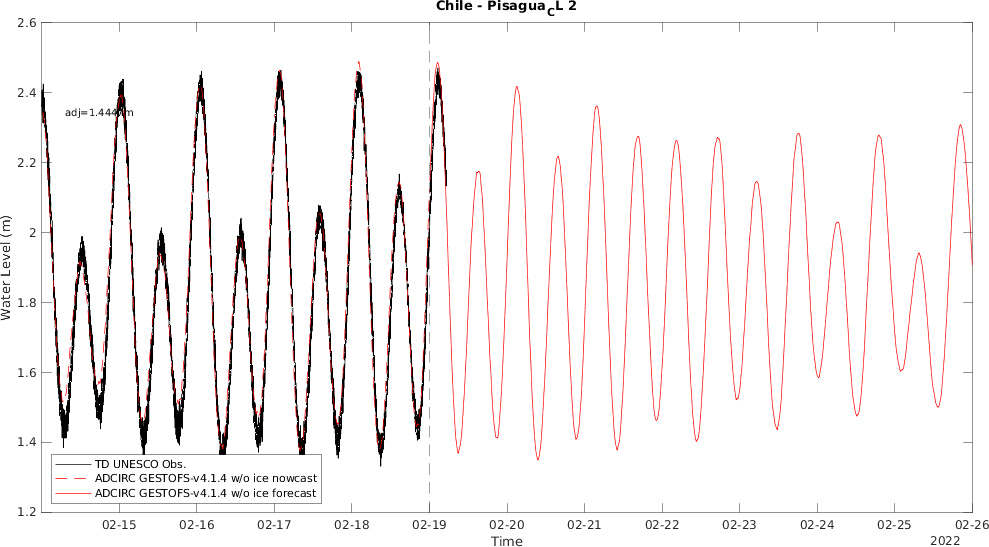 Chile - Pisagua_CL 2
2.6
2.4
2.2
2
1.8
1.6
1.4
1.2
Water Level (m)
TD UNESCO Obs.
ADCIRC GESTOFS-v4.1.4 w/o ice nowcast
ADCIRC GESTOFS-v4.1.4 w/o ice forecast
02-15 02-16 02-17 02-18 02-19 02-20 02-21 02-22 02-23 02-24 02-25 02-26
Time
2022